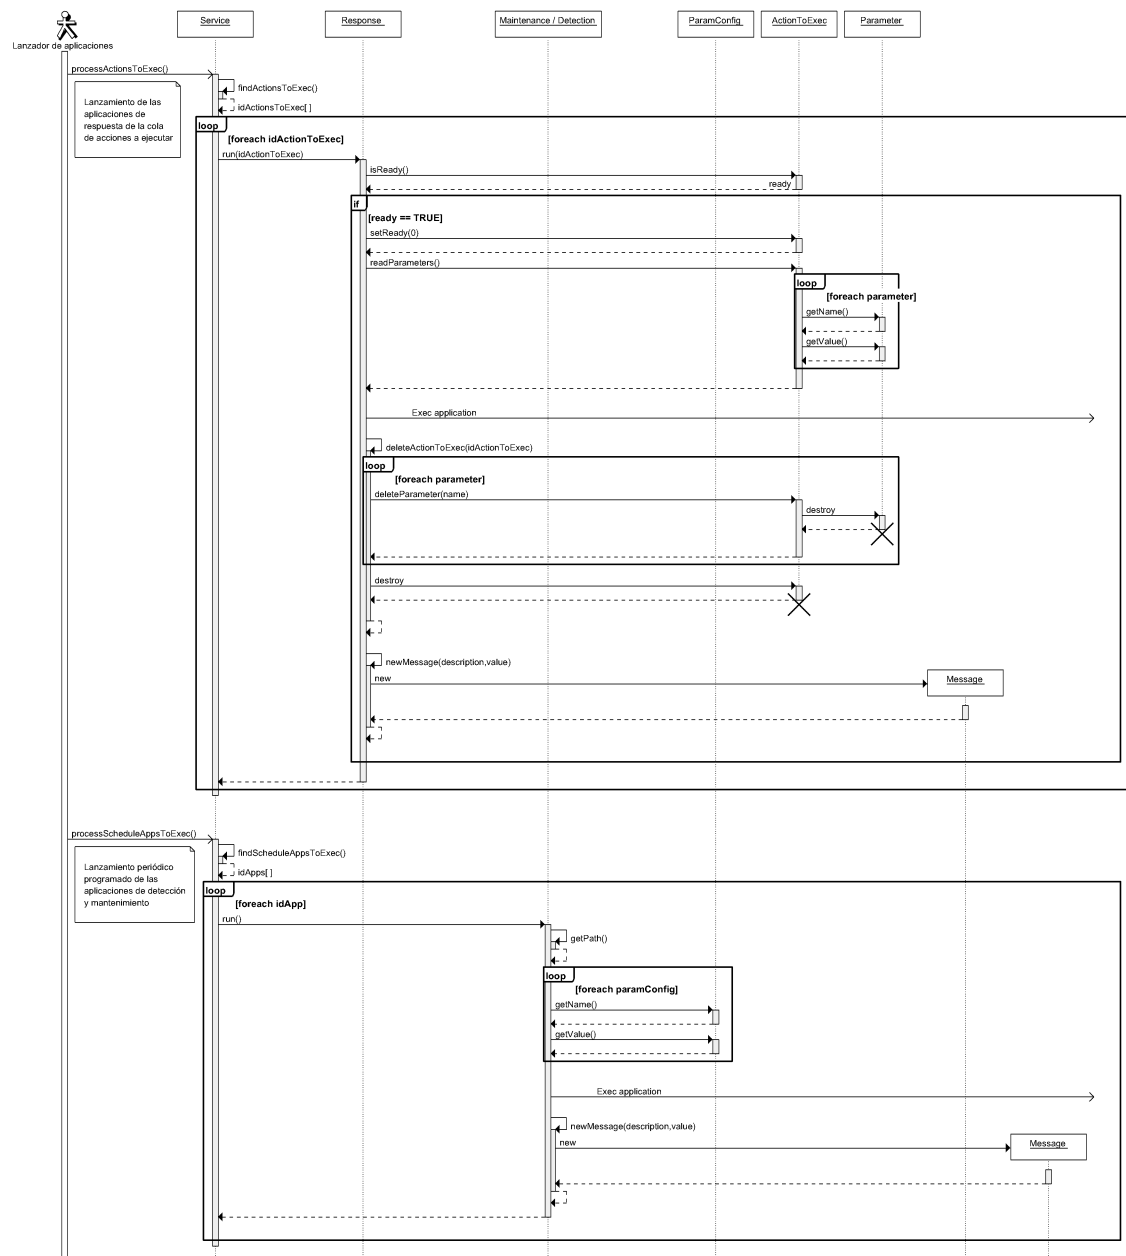 Service
Response
Maintenance / Detection
ParamConfig
ActionToExec
Parameter
Lanzador de aplicaciones
processActionsToExec()
findActionsToExec()
idActionsToExec[ ]
Lanzamiento de las
aplicaciones de
respuesta de la cola
de acciones a ejecutar
loop
[foreach idActionToExec]
run(idActionToExec)
isReady()
ready
if
[ready == TRUE]
setReady(0)
readParameters()
loop
[foreach parameter]
getName()
getValue()
Exec application
deleteActionToExec(idActionToExec)
loop
[foreach parameter]
deleteParameter(name)
destroy
destroy
newMessage(description,value)
new
Message
processScheduleAppsToExec()
findScheduleAppsToExec()
idApps[ ]
Lanzamiento periódico
programado de las
aplicaciones de detección
y mantenimiento
loop
[foreach idApp]
run()
getPath()
loop
[foreach paramConfig]
getName()
getValue()
Exec application
newMessage(description,value)
new
Message